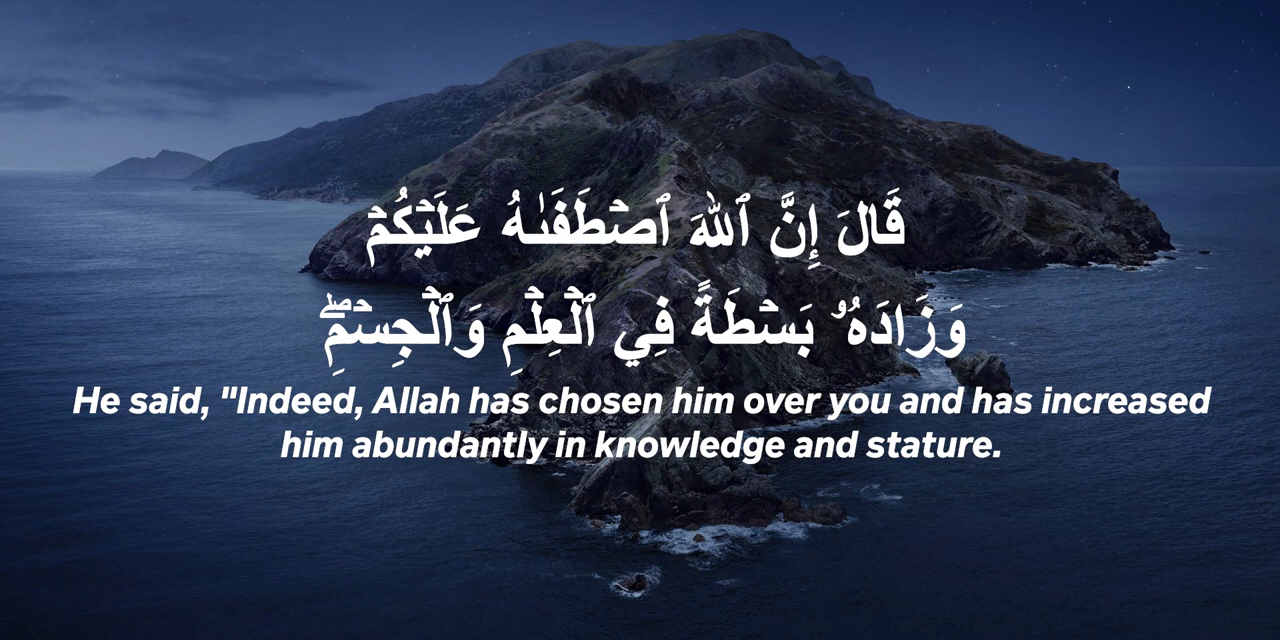 قَالَ إِنَّ ٱللَّهَ ٱصۡطَفَىٰهُ عَلَيۡكُمۡ
وَزَادَهُۥ بَسۡطَةٗ فِي ٱلۡعِلۡمِ وَٱلۡجِسۡمِۖ
He said, "Indeed, Allah has chosen him over you and has increased
him abundantly in knowledge and stature.